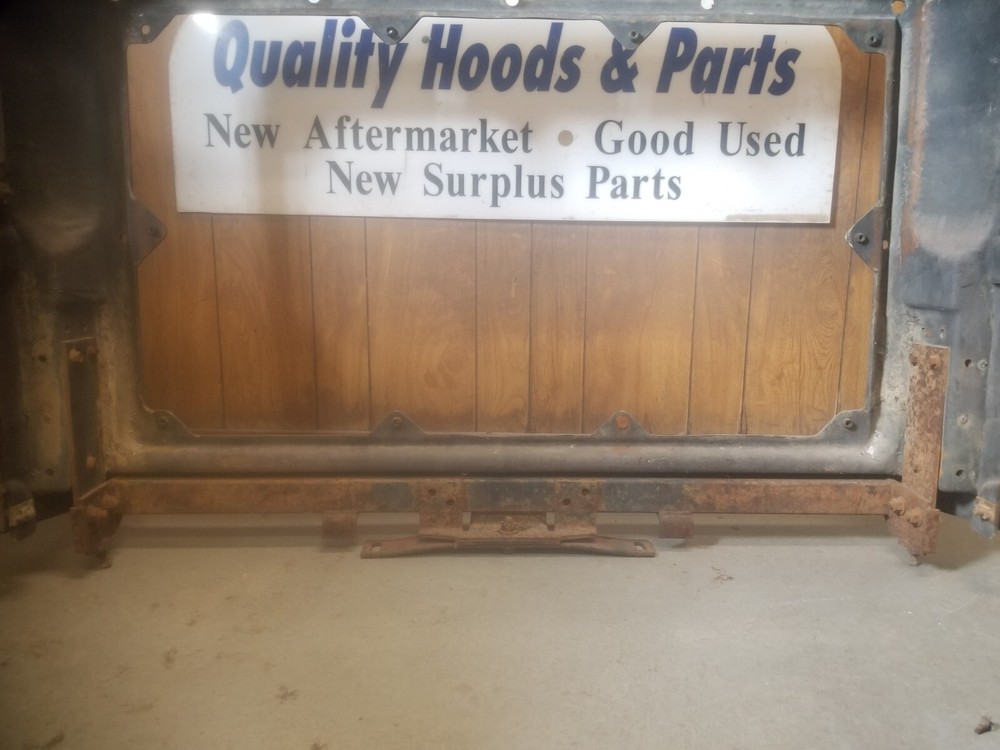 Quality Hoods & Parts
New Aftermarket • Good Used
New Surplus Parts